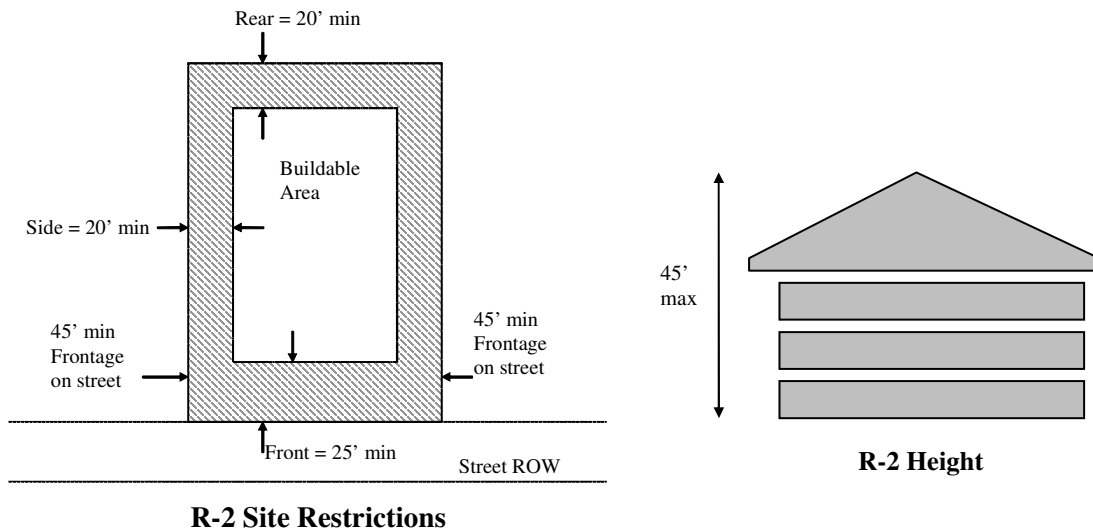 Rear = 20’ min
Buildable
Area
Side = 20’ min
45’ min
Frontage
on street
45’ min
Frontage
on street
Front = 25’ min
Street ROW
R-2 Site Restrictions
45’
max
R-2 Height